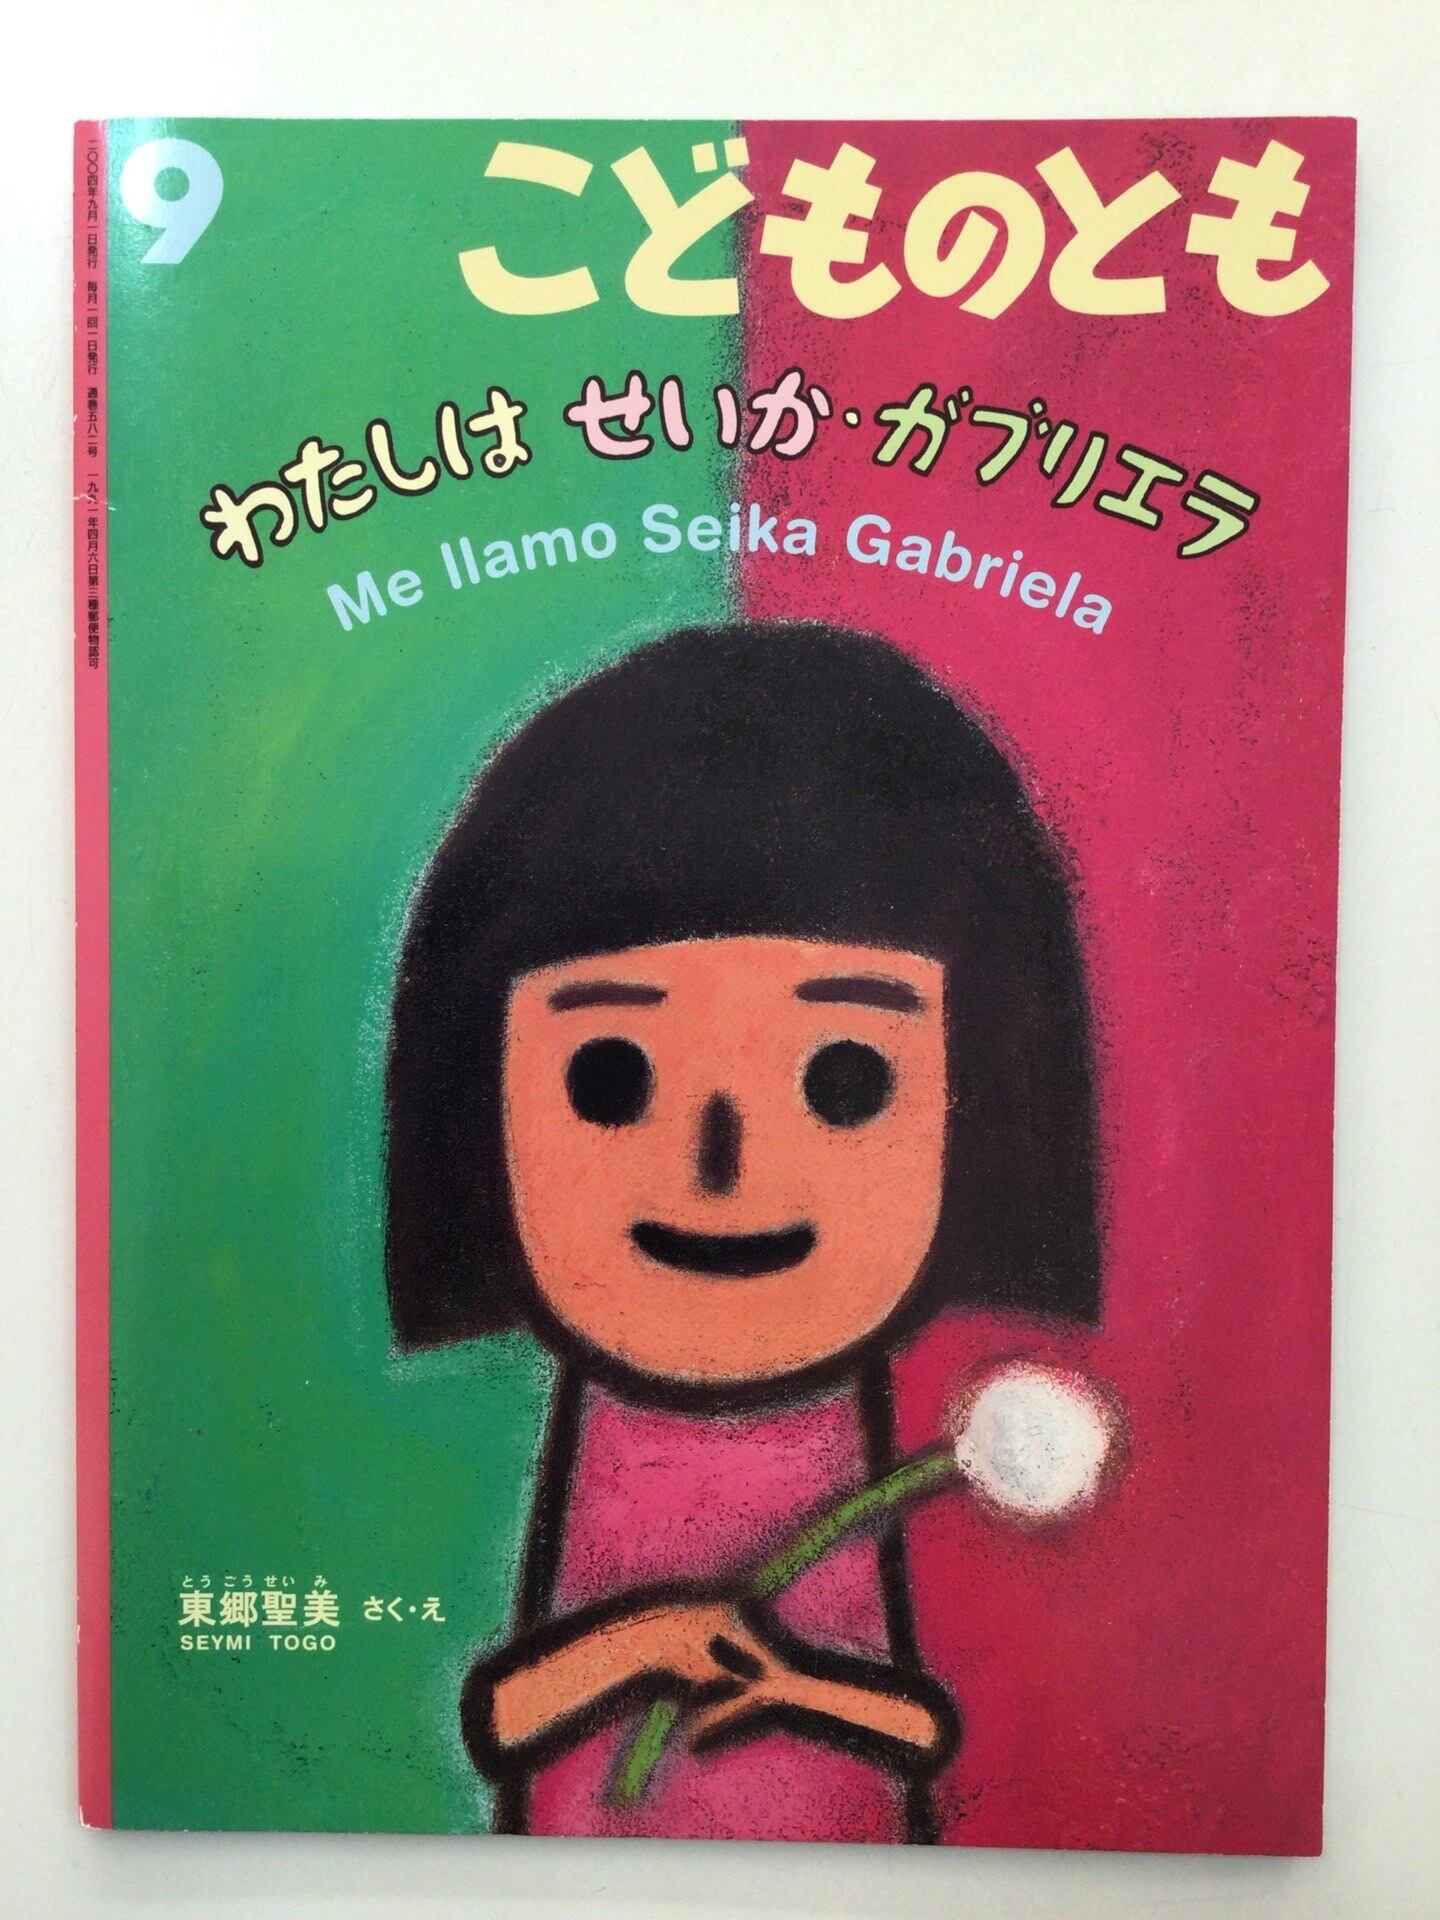 9
こどものとも
わたしは せいか・ガブリエラ
Me llamo Seika Gabriela
二〇〇四年九月一日発行 毎月一回一日発行 通巻五八二号 一九九一年四月六日第三種郵便物認可
とうごうせいみ
東郷聖美 さく・え
SEYMI TOGO